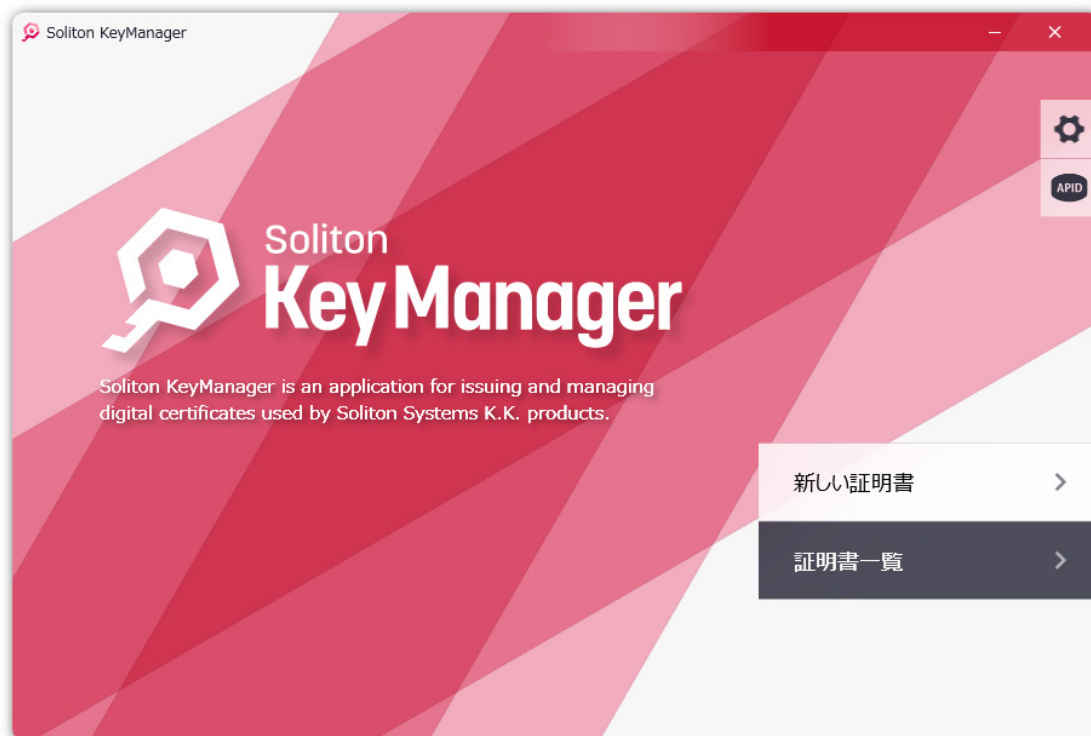 Soliton KeyManager
APID
Soliton
KeyManager
Soliton KeyManager is an application for issuing and managing
digital certificates used by Soliton Systems K.K. products.
新しい証明書
証明書一覧